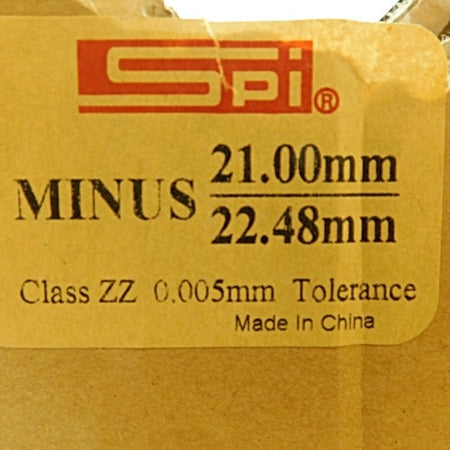 SPI®
MINUS 21.00mm
22.48mm
Class ZZ 0.005mm Tolerance
Made In China